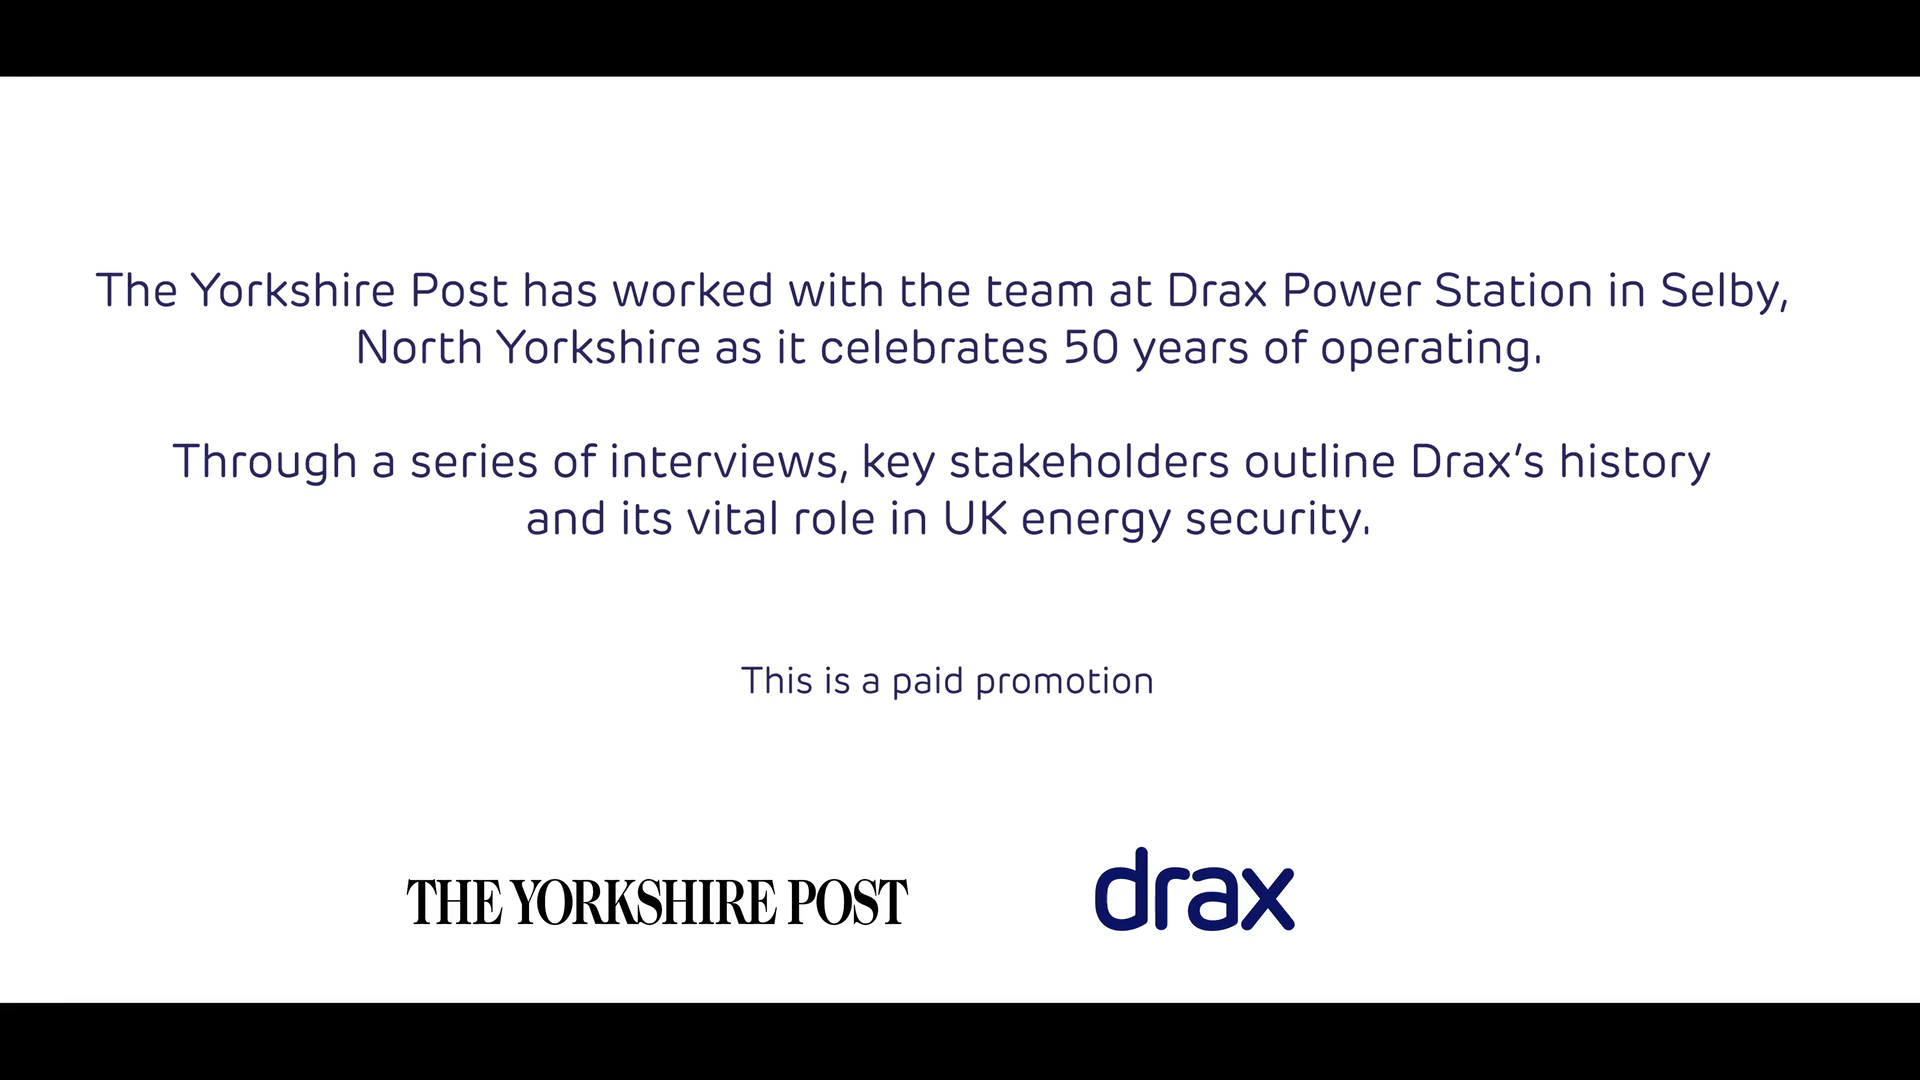 The Yorkshire Post has worked with the team at Drax Power Station in Selby,
North Yorkshire as it celebrates 50 years of operating.
Through a series of interviews, key stakeholders outline Drax’s history
and its vital role in UK energy security.
This is a paid promotion
THE YORKSHIRE POST
drax